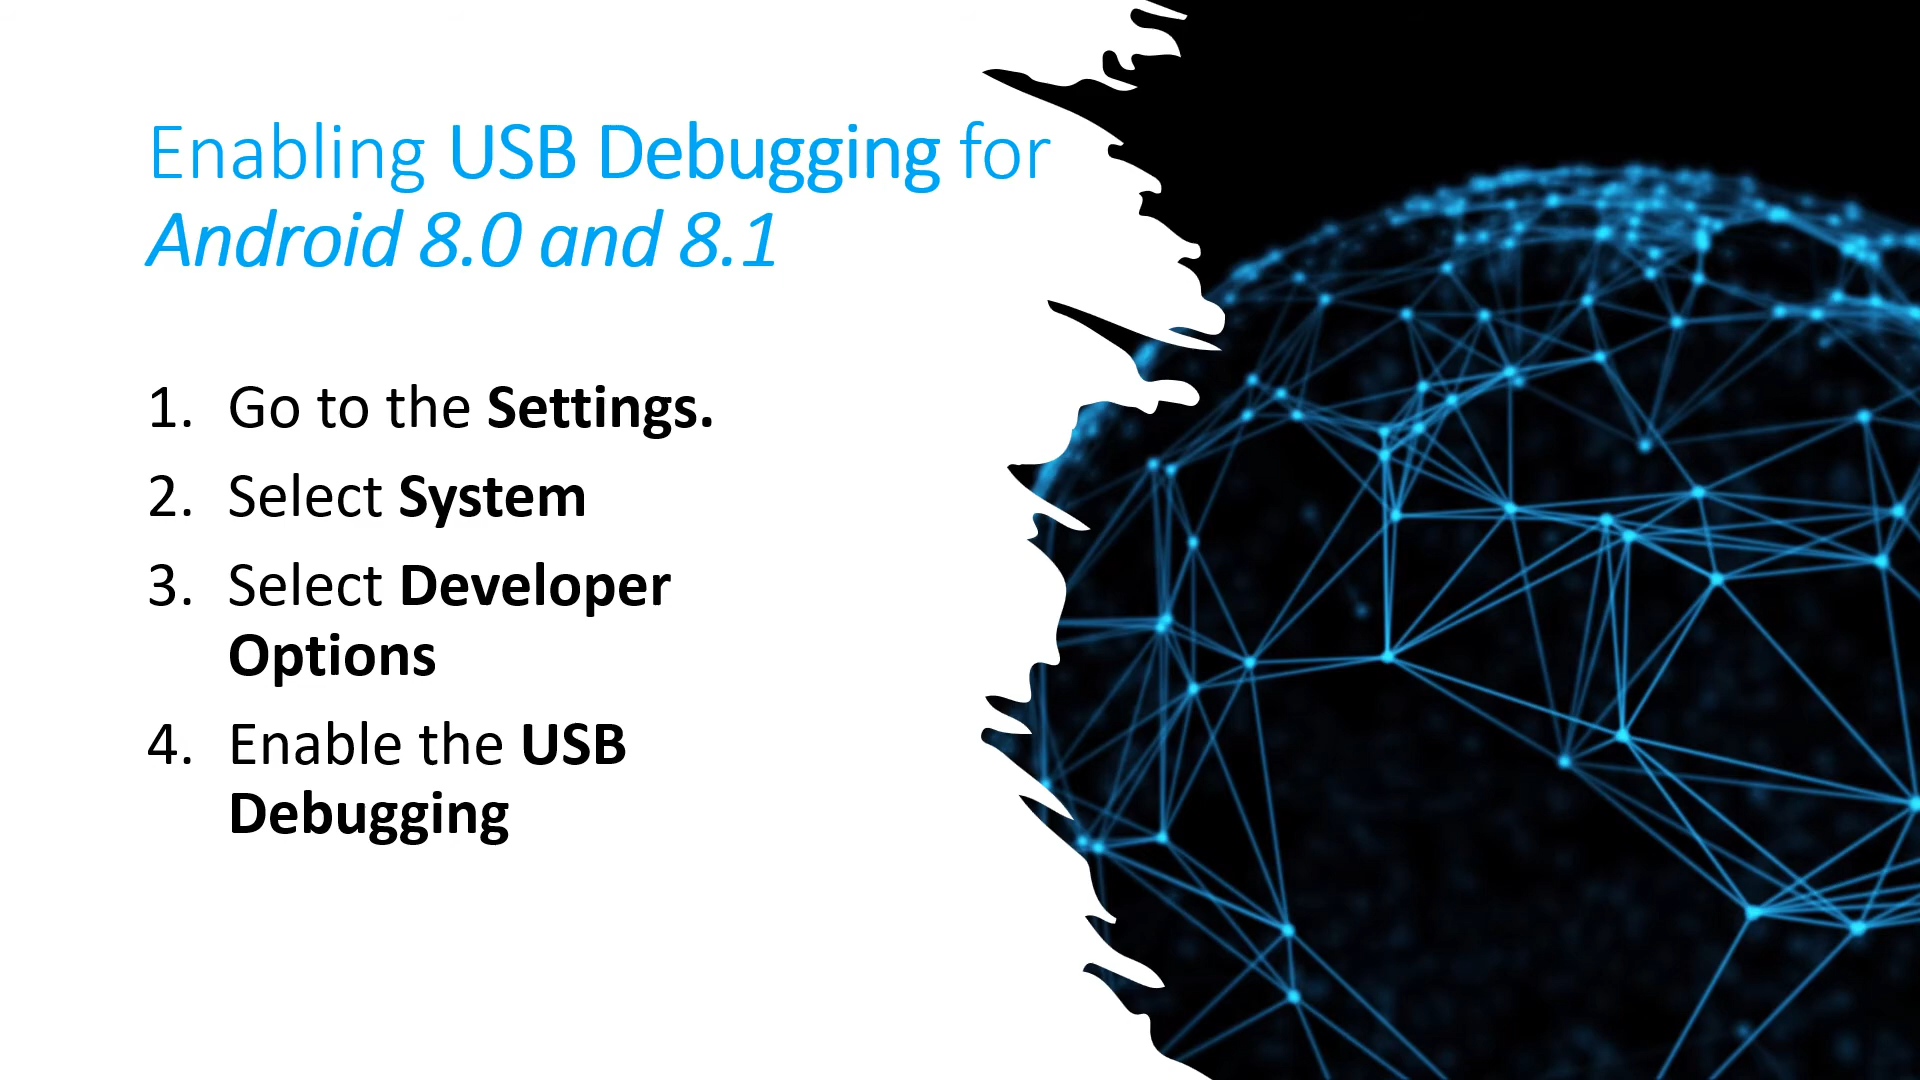 Enabling USB Debugging for
Android 8.0 and 8.1
1. Go to the Settings.
2. Select System
3. Select Developer
Options
4. Enable the USB
Debugging